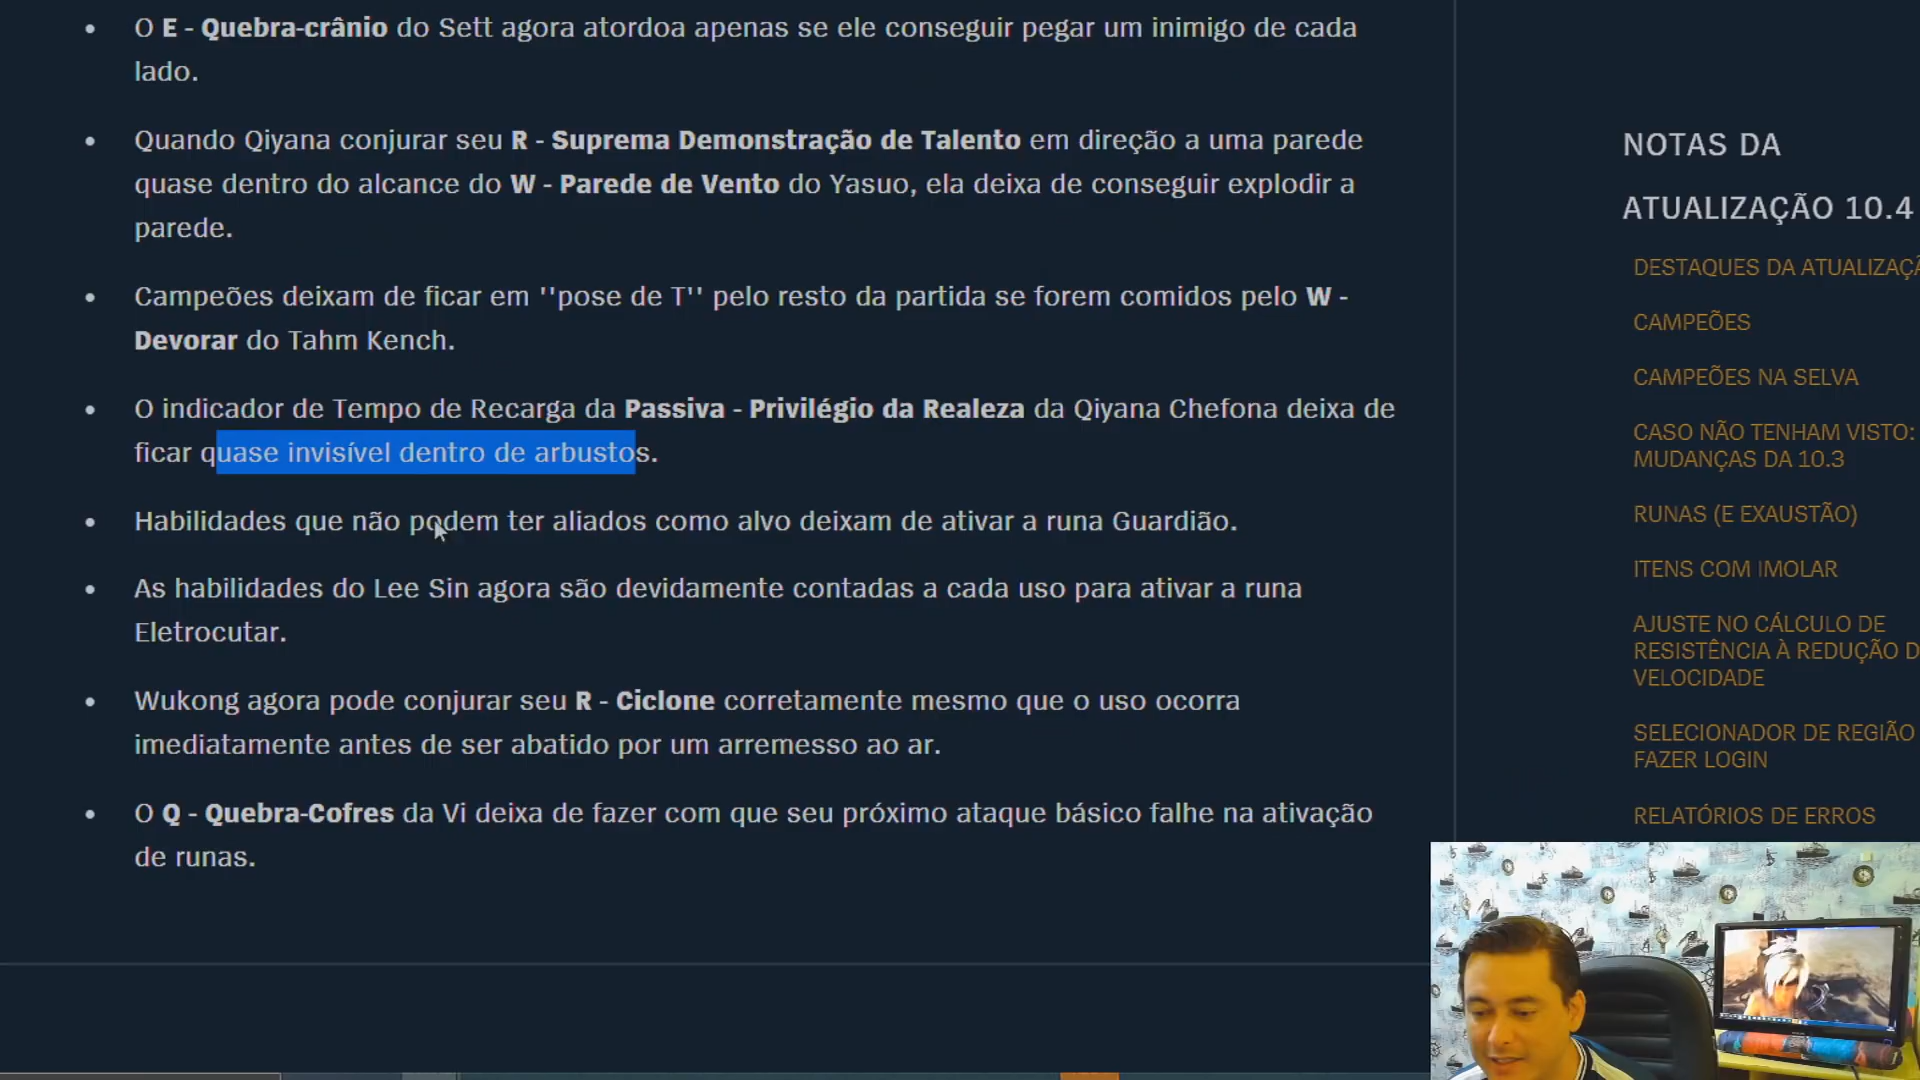 O E - Quebra-crânio do Sett agora atordoa apenas se ele conseguir pegar um inimigo de cada
lado.
Quando Qiyana conjurar seu R - Suprema Demonstração de Talento em direção a uma parede
quase dentro do alcance do W - Parede de Vento do Yasuo, ela deixa de conseguir explodir a
parede.
Campeões deixam de ficar em ''pose de T'' pelo resto da partida se forem comidos pelo W -
Devorar do Tahm Kench.
O indicador de Tempo de Recarga da Passiva - Privilégio da Realeza da Qiyana Chefona deixa de
ficar quase invisível dentro de arbustos.
Habilidades que não podem ter aliados como alvo deixam de ativar a runa Guardião.
As habilidades do Lee Sin agora são devidamente contadas a cada uso para ativar a runa
Eletrocutar.
Wukong agora pode conjurar seu R - Ciclone corretamente mesmo que o uso ocorra
imediatamente antes de ser abatido por um arremesso ao ar.
O Q - Quebra-Cofres da Vi deixa de fazer com que seu próximo ataque básico falhe na ativação
de runas.
NOTAS DA
ATUALIZAÇÃO 10.4
DESTAQUES DA ATUALIZAÇÃ
CAMPEÕES
CAMPEÕES NA SELVA
CASO NÃO TENHAM VISTO:
MUDANÇAS DA 10.3
RUNAS (E EXAUSTÃO)
ITENS COM IMOLAR
AJUSTE NO CÁLCULO DE
RESISTÊNCIA À REDUÇÃO D
VELOCIDADE
SELECIONADOR DE REGIÃO
FAZER LOGIN
RELATÓRIOS DE ERROS